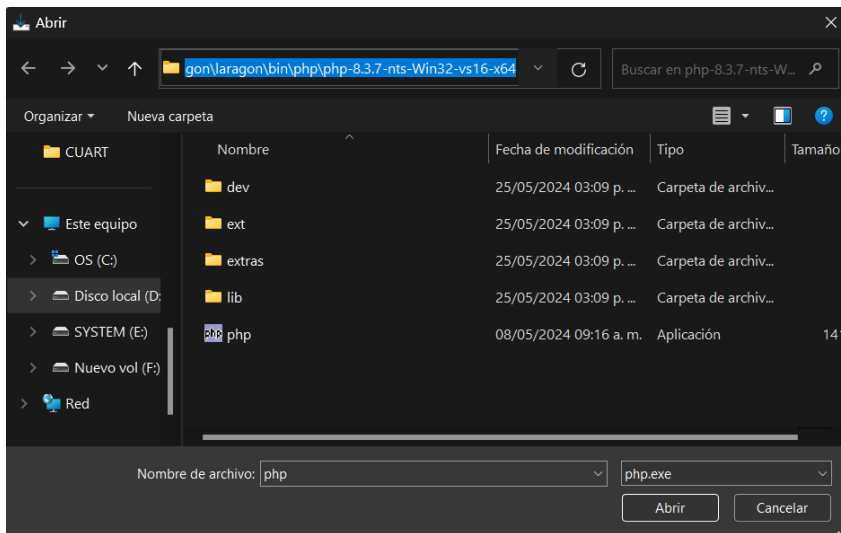 Abrir
gon\laragon\bin\php\php-8.3.7-nts-Win32-vs16-x64
Buscar en php-8.3.7-nts-W...
Organizar Nueva carpeta
CUART
Este equipo
OS (C:)
Disco local (D:
SYSTEM (E:)
Nuevo vol (F:)
Red
Nombre Fecha de modificación Tipo Tamaño
dev 25/05/2024 03:09 p. ... Carpeta de archiv...
ext 25/05/2024 03:09 p. ... Carpeta de archiv...
extras 25/05/2024 03:09 p. ... Carpeta de archiv...
lib 25/05/2024 03:09 p. ... Carpeta de archiv...
php php 08/05/2024 09:16 a. m. Aplicación 141
Nombre de archivo: php php.exe
Abrir Cancelar